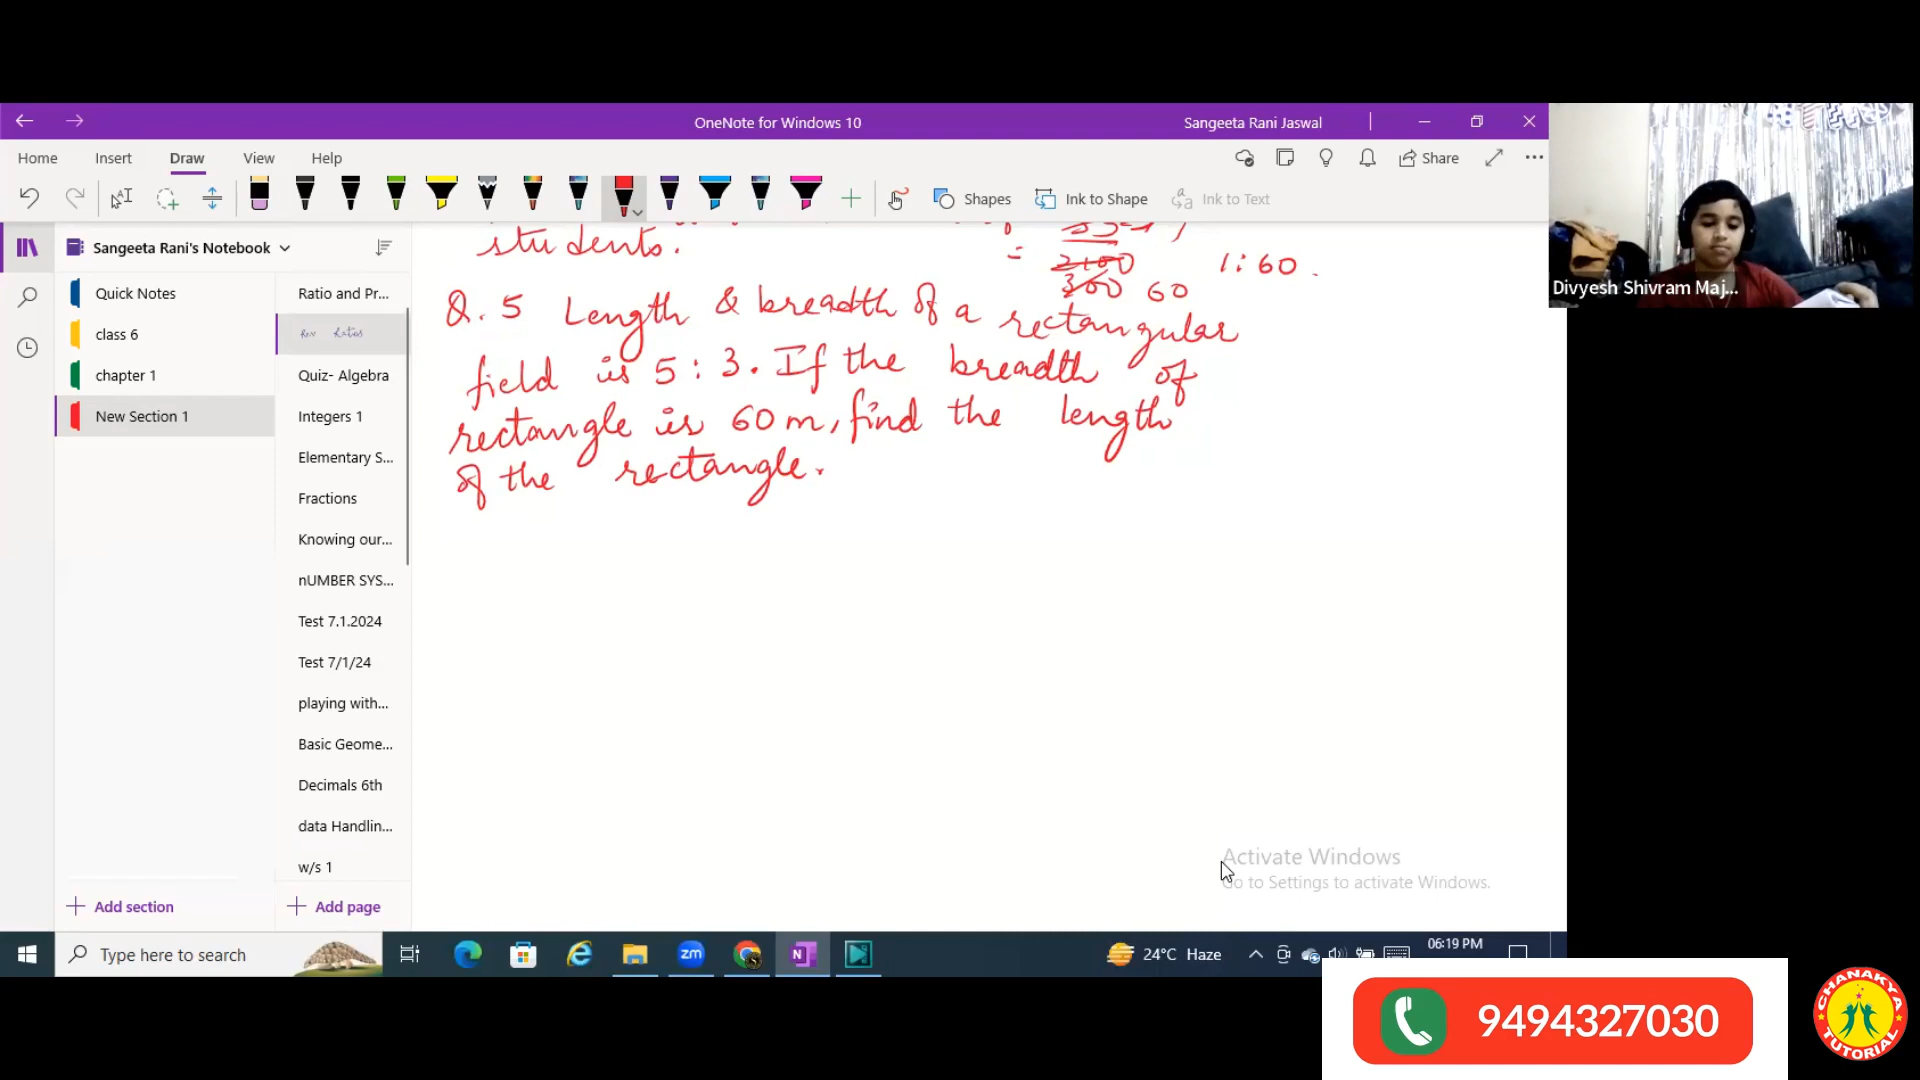 OneNote for Windows 10
Sangeeta Rani Jaswal
Home Insert Draw View Help
Share
Shapes Ink to Shape Ink to Text
Sangeeta Rani's Notebook
Quick Notes
class 6
chapter 1
New Section 1
Add section
Ratio and Pr...
Rev Ratios
Quiz- Algebra
Integers 1
Elementary S...
Fractions
Knowing our...
nUMBER SYS...
Test 7.1.2024
Test 7/1/24
playing with...
Basic Geome...
Decimals 6th
data Handlin...
w/s 1
Add page
students.
=
2100
300 60
1:60.
Q.5 Length & breadth of a rectangular
field is 5:3. If the breadth of
rectangle is 60 m, find the length
of the rectangle.
Divyesh Shivram Maj...
Activate Windows
Go to Settings to activate Windows.
Type here to search
zm
N
24°C Haze
06:19 PM
9494327030
CHANAKYA
TUTORIAL